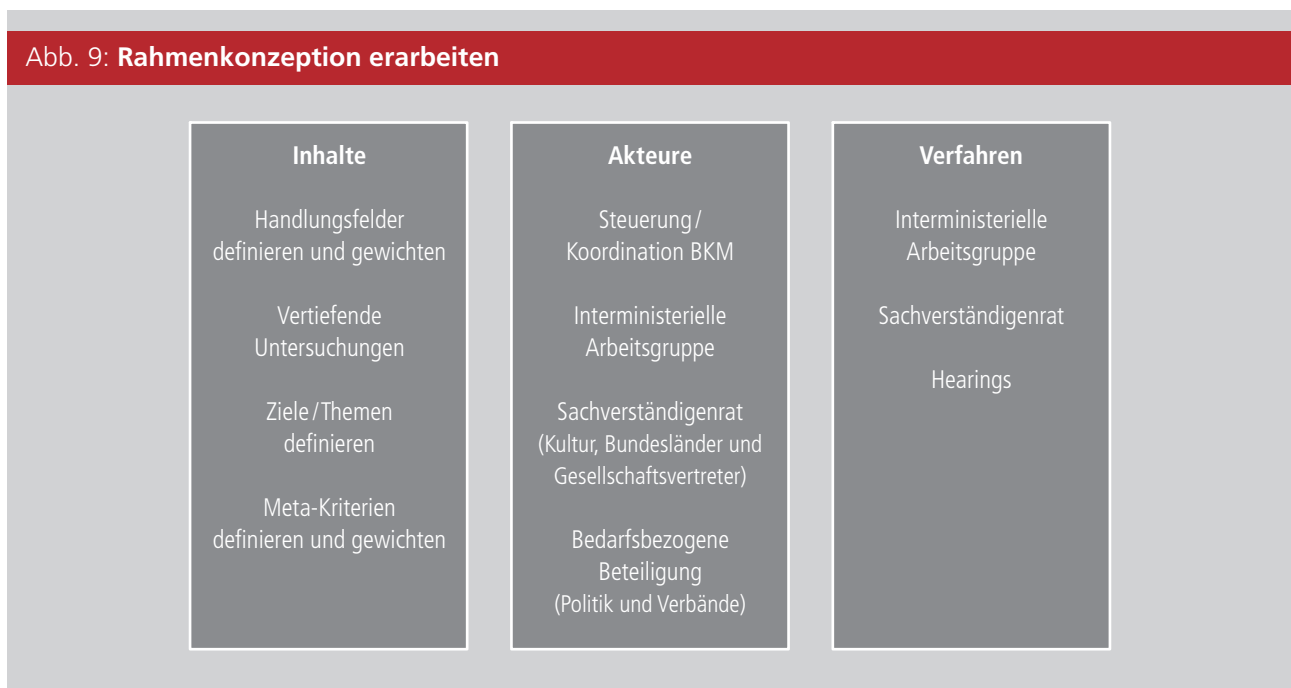 Abb. 9: Rahmenkonzeption erarbeiten
Inhalte
Handlungsfelder
definieren und gewichten
Vertiefende
Untersuchungen
Ziele / Themen
definieren
Meta-Kriterien
definieren und gewichten
Akteure
Steuerung /
Koordination BKM
Interministerielle
Arbeitsgruppe
Sachverständigenrat
(Kultur, Bundesländer und
Gesellschaftsvertreter)
Bedarfsbezogene
Beteiligung
(Politik und Verbände)
Verfahren
Interministerielle
Arbeitsgruppe
Sachverständigenrat
Hearings